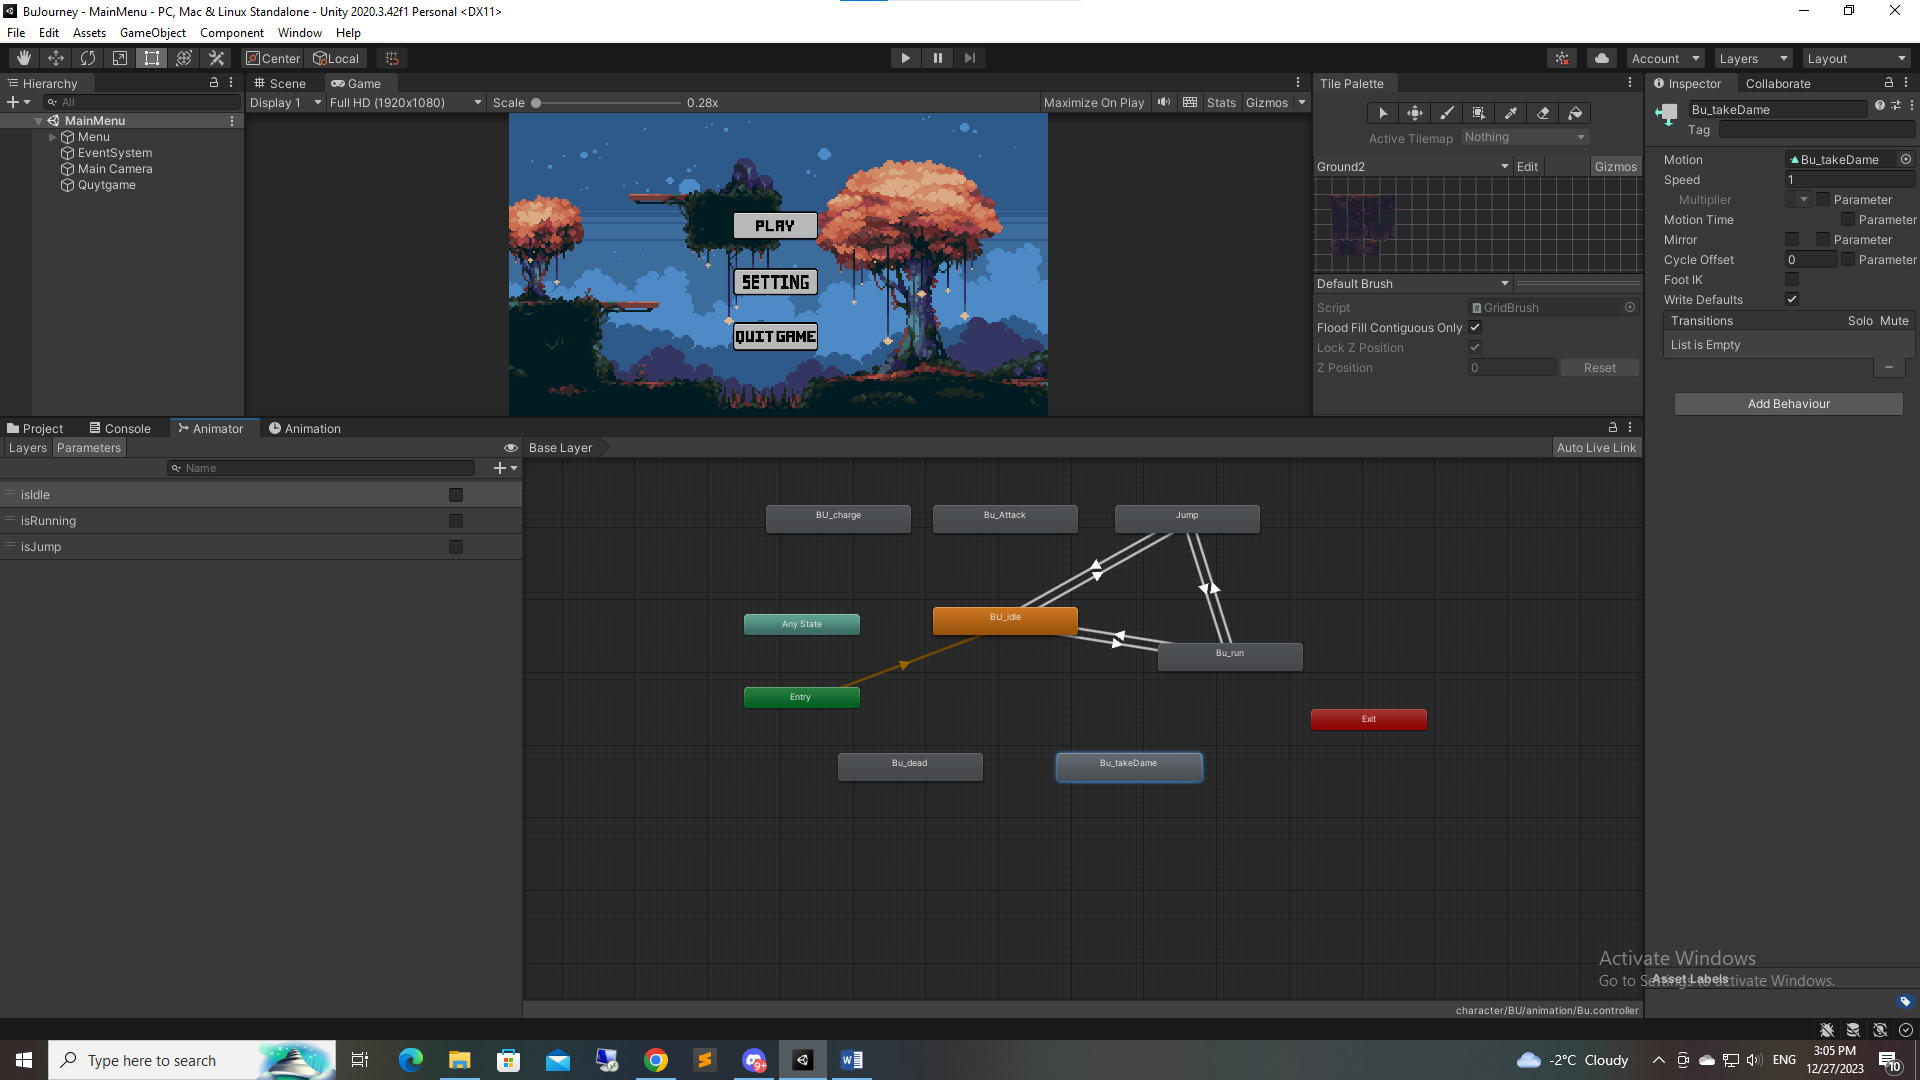 BuJourney - MainMenu - PC, Mac & Linux Standalone - Unity 2020.3.42f1 Personal <DX11>
File Edit Assets GameObject Component Window Help
Center Local Account Layers Layout
Hierarchy
All
MainMenu
Menu
EventSystem
Main Camera
Quytgame
Scene Game
Display 1 Full HD (1920x1080) Scale 0.28x Maximize On Play Stats Gizmos
PLAY
SETTING
QUIT GAME
Tile Palette
Active Tilemap Nothing
Ground2 Edit Gizmos
Default Brush
Script GridBrush
Flood Fill Contiguous Only
Lock Z Position
Z Position 0 Reset
Inspector Collaborate
Bu_takeDame
Tag
Motion Bu_takeDame
Speed 1
Multiplier Parameter
Motion Time Parameter
Mirror Parameter
Cycle Offset 0 Parameter
Foot IK
Write Defaults
Transitions Solo Mute
List is Empty
Add Behaviour
Asset Labels
Project Console Animator Animation
Layers Parameters Base Layer Auto Live Link
Name
isIdle
isRunning
isJump
BU_charge Bu_Attack Jump
Any State BU_idle
Bu_run
Entry
Exit
Bu_dead Bu_takeDame
character/BU/animation/Bu.controller
Activate Windows
Go to Settings to activate Windows.
Type here to search
9+
-2°C Cloudy
ENG
3:05 PM
12/27/2023
10